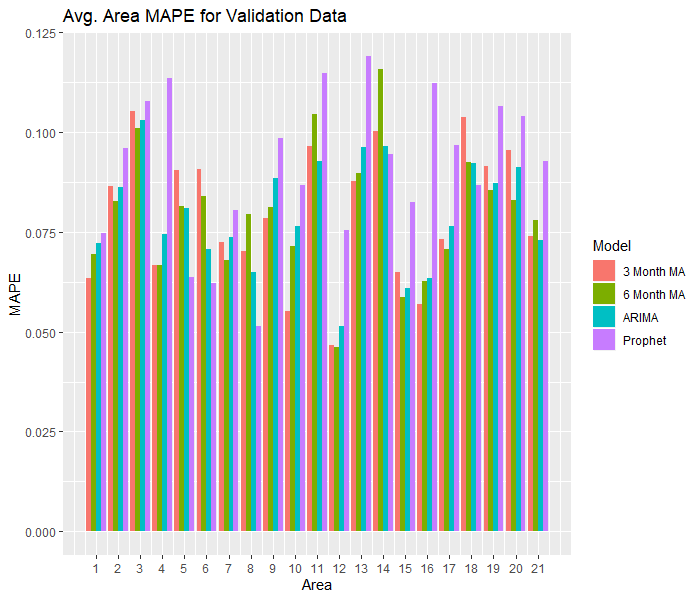 Avg. Area MAPE for Validation Data
0.125
0.100
0.075
0.050
0.025
0.000
MAPE
1 2 3 4 5 6 7 8 9 10 11 12 13 14 15 16 17 18 19 20 21
Area
Model
3 Month MA
6 Month MA
ARIMA
Prophet